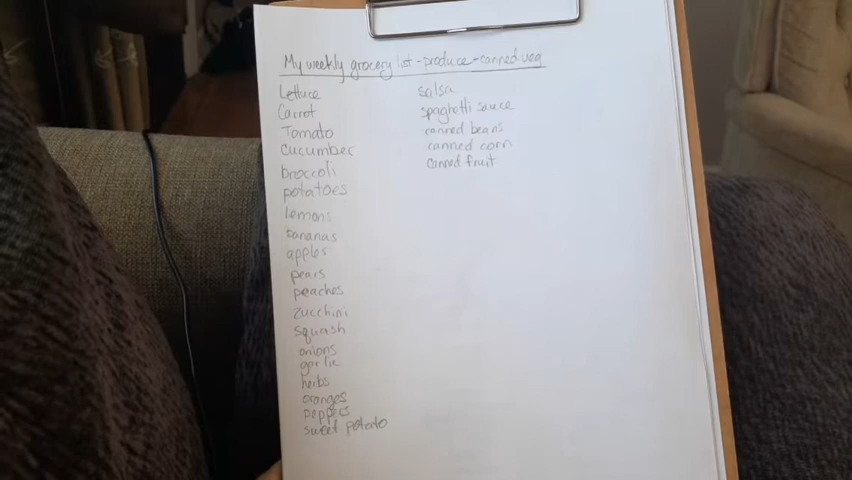 My weekly grocery list - produce - canned veg
Lettuce
Carrot
Tomato
cucumber
broccoli
potatoes
lemons
bananas
apples
pears
peaches
zucchini
squash
onions
garlic
herbs
oranges
peppers
sweet potato
salsa
spaghetti sauce
canned beans
canned corn
canned fruit